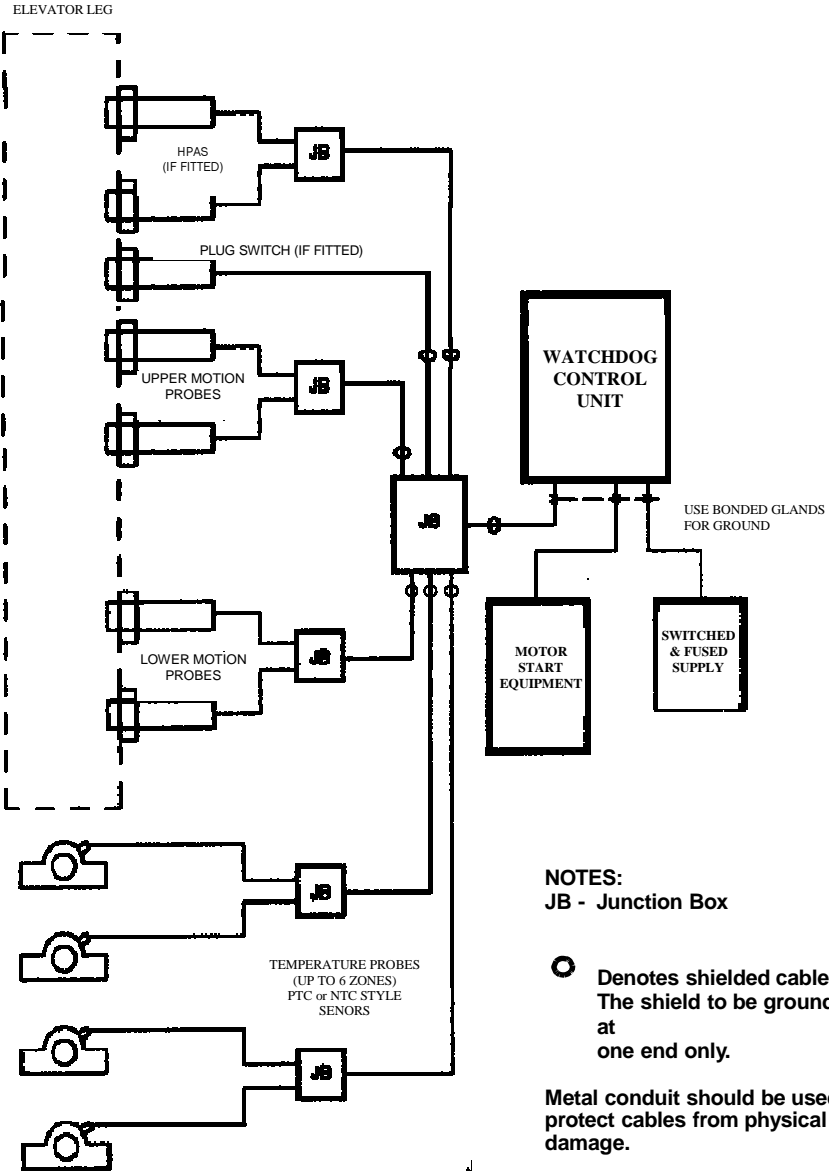 ELEVATOR LEG
HPAS
(IF FITTED)
JB
PLUG SWITCH (IF FITTED)
UPPER MOTION
PROBES
JB
WATCHDOG
CONTROL
UNIT
JB
USE BONDED GLANDS
FOR GROUND
LOWER MOTION
PROBES
JB
MOTOR
START
EQUIPMENT
SWITCHED
& FUSED
SUPPLY
JB
TEMPERATURE PROBES
(UP TO 6 ZONES)
PTC or NTC STYLE
SENORS
JB
NOTES:
JB - Junction Box
Denotes shielded cable
The shield to be ground
at
one end only.
Metal conduit should be used
protect cables from physical
damage.